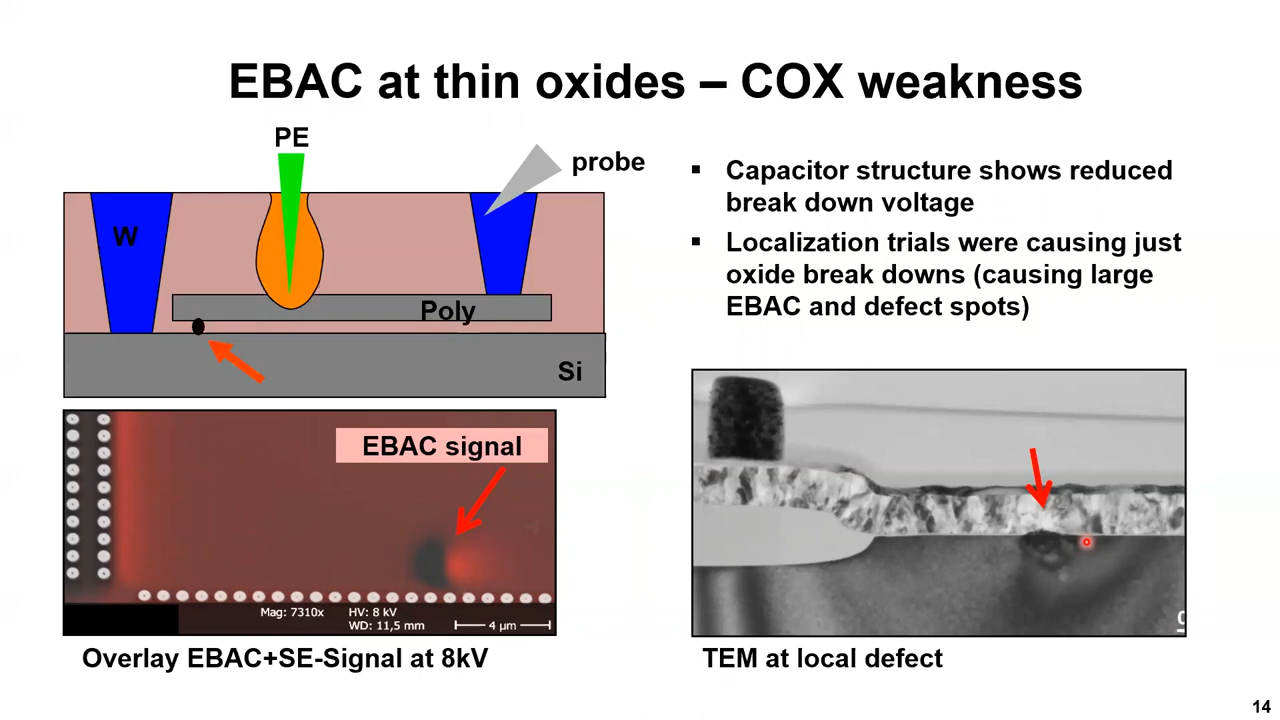 EBAC at thin oxides – COX weakness
PE
probe
W
Poly
Si
▪ Capacitor structure shows reduced
break down voltage
▪ Localization trials were causing just
oxide break downs (causing large
EBAC and defect spots)
EBAC signal
Mag: 7310x HV: 8 kV
WD: 11,5 mm 4 µm
Overlay EBAC+SE-Signal at 8kV
TEM at local defect
14